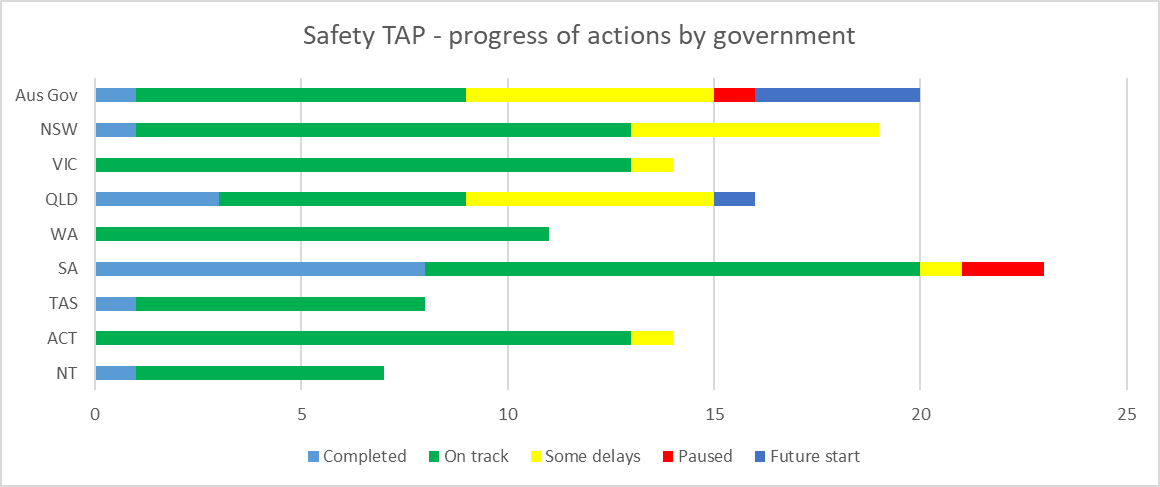 Safety TAP - progress of actions by government
Aus Gov
NSW
VIC
QLD
WA
SA
TAS
ACT
NT
0 5 10 15 20 25
Completed On track Some delays Paused Future start